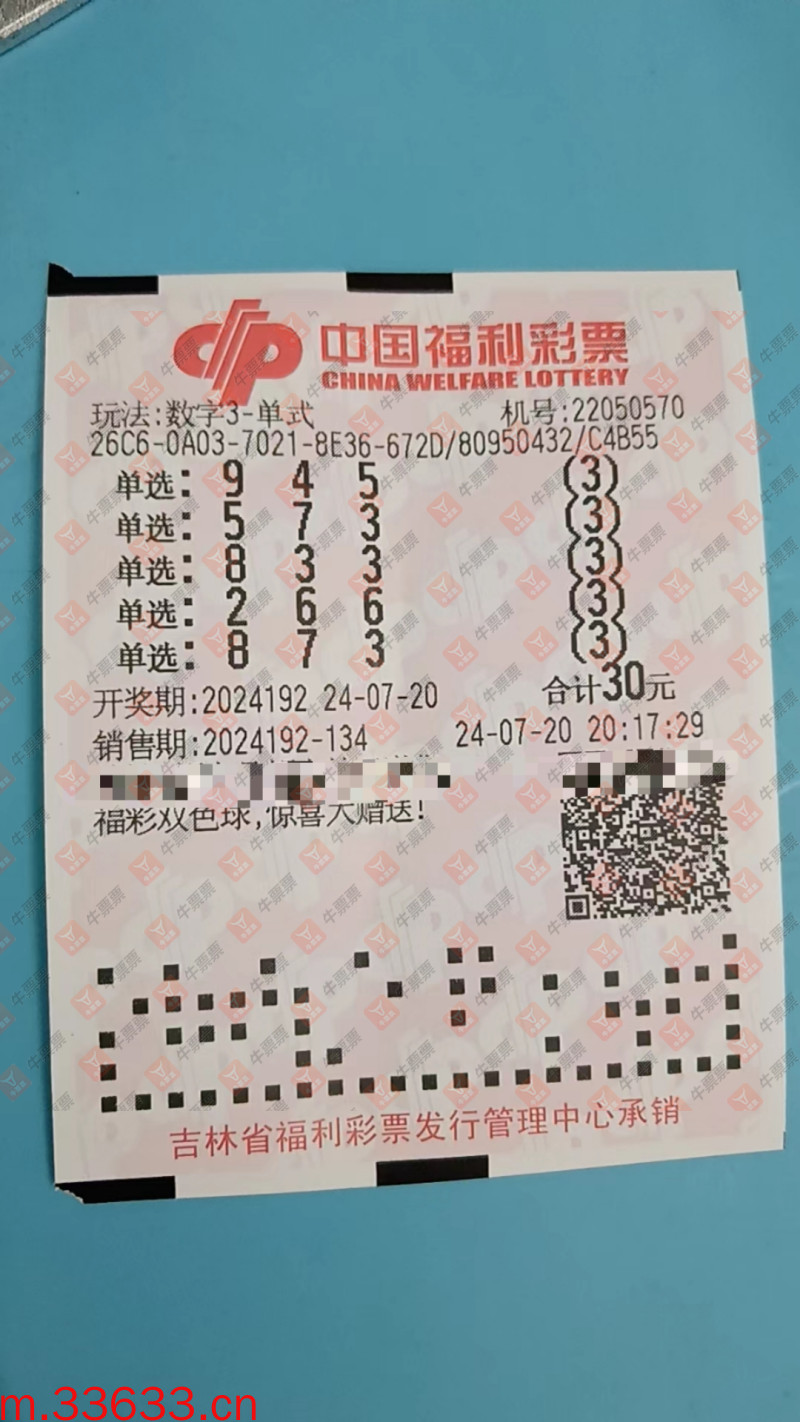 中国福利彩票
CHINA WELFARE LOTTERY
玩法:数字3-单式 机号:22050570
26C6-0A03-7021-8E36-672D/80950432/C4B55
单选: 9 4 5 (3)
单选: 5 7 3 (3)
单选: 8 3 3 (3)
单选: 2 6 6 (3)
单选: 8 7 3 (3)
开奖期:2024192 24-07-20 合计30元
销售期:2024192-134 24-07-20 20:17:29
福彩双色球,惊喜大赠送!
吉林省福利彩票发行管理中心承销
牛票票
m.33633.cn